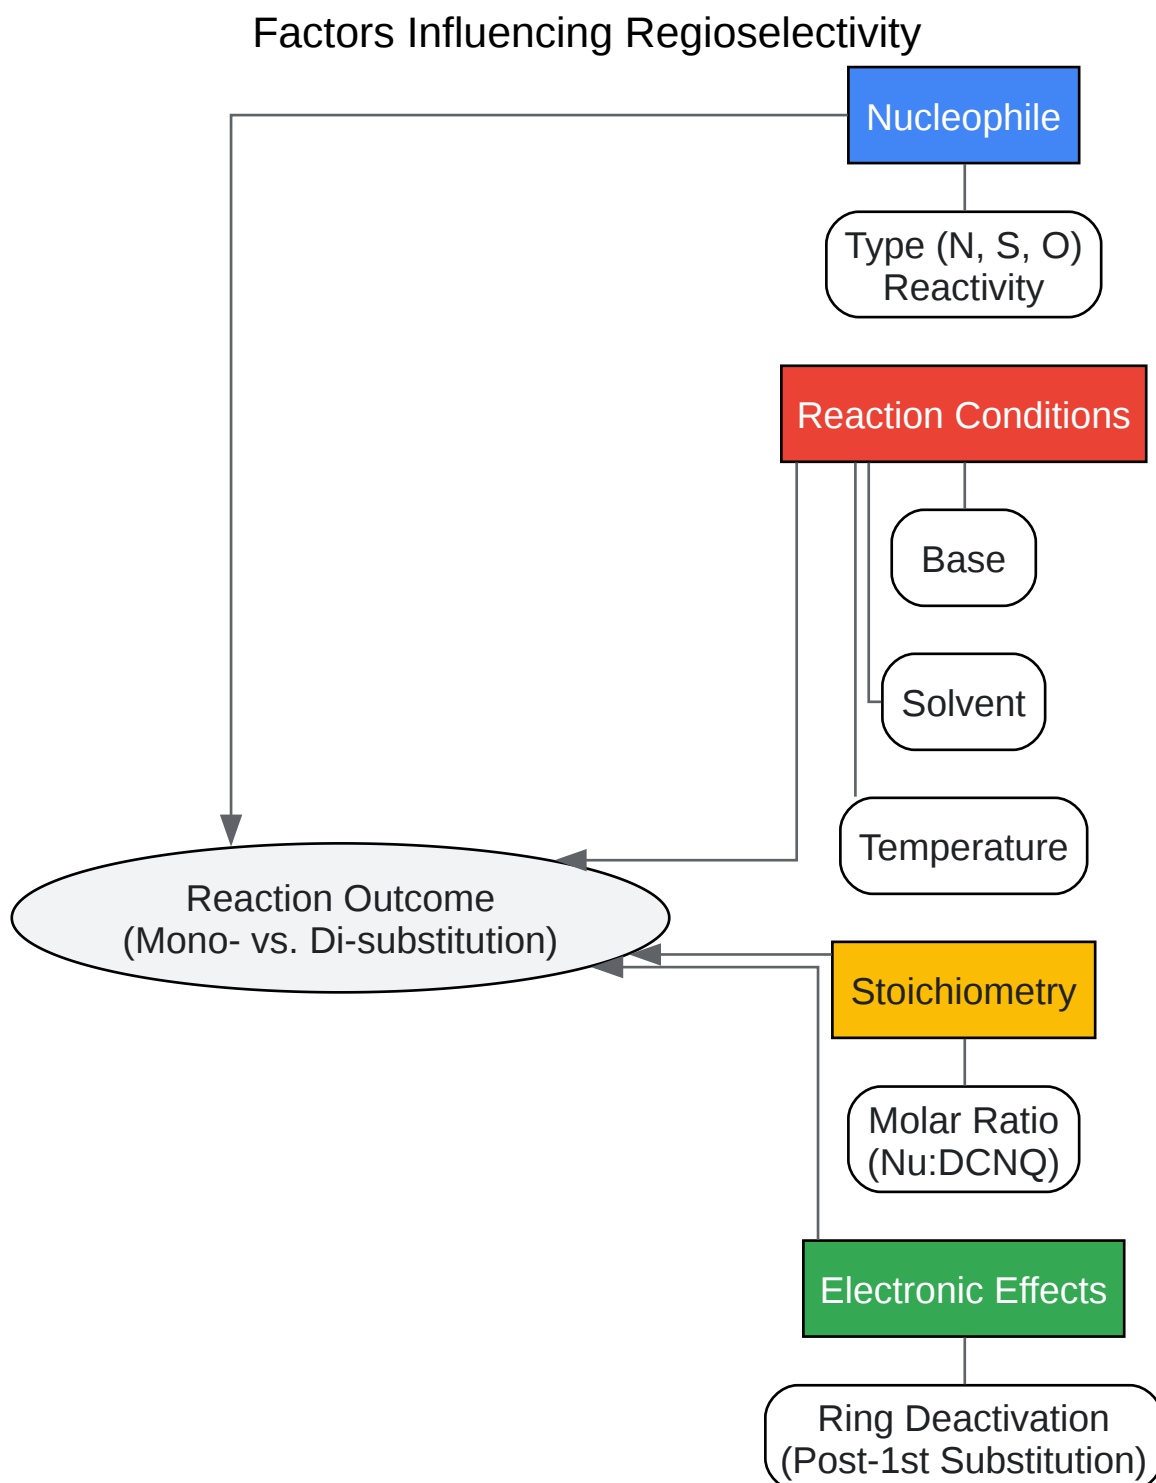 Factors Influencing Regioselectivity
Nucleophile
Type (N, S, O)
Reactivity
Reaction Conditions
Base
Solvent
Temperature
Reaction Outcome
(Mono- vs. Di-substitution)
Stoichiometry
Molar Ratio
(Nu:DCNQ)
Electronic Effects
Ring Deactivation
(Post-1st Substitution)